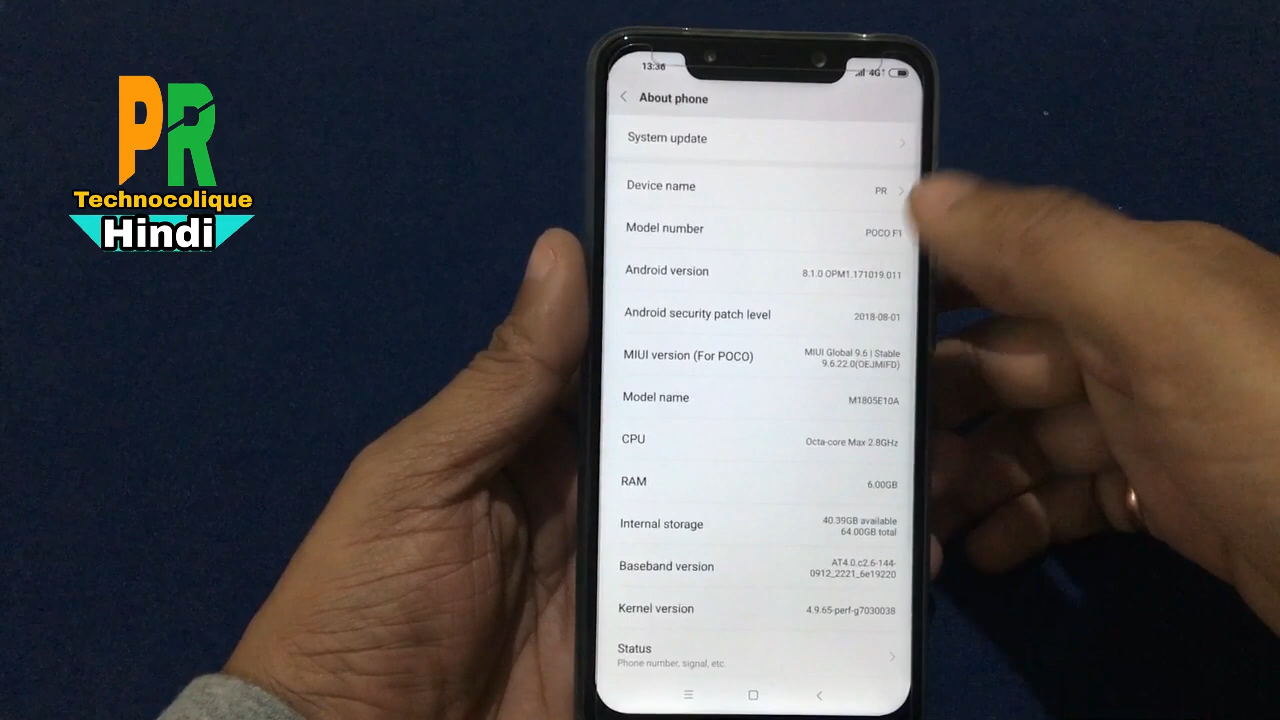 PR
Technocolique
Hindi
13:36
4G
About phone
System update
Device name
PR
Model number
POCO F1
Android version
8.1.0 OPM1.171019.011
Android security patch level
2018-08-01
MIUI version (For POCO)
MIUI Global 9.6 | Stable
9.6.22.0(OEJMIFD)
Model name
M1805E10A
CPU
Octa-core Max 2.8GHz
RAM
6.00GB
Internal storage
40.39GB available
64.00GB total
Baseband version
AT4.0.c2.6-144-
0912_2221_6e19220
Kernel version
4.9.65-perf-g7030038
Status
Phone number, signal, etc.